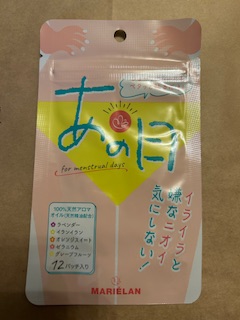 あの日
for menstrual days
イライラと
嫌なニオイ
気にしない!
100%天然アロマ
オイル(天然精油配合)
ラベンダー
イランイラン
オレンジスイート
ゼラニウム
グレープフルーツ
12パッチ入り
MARIÉLAN